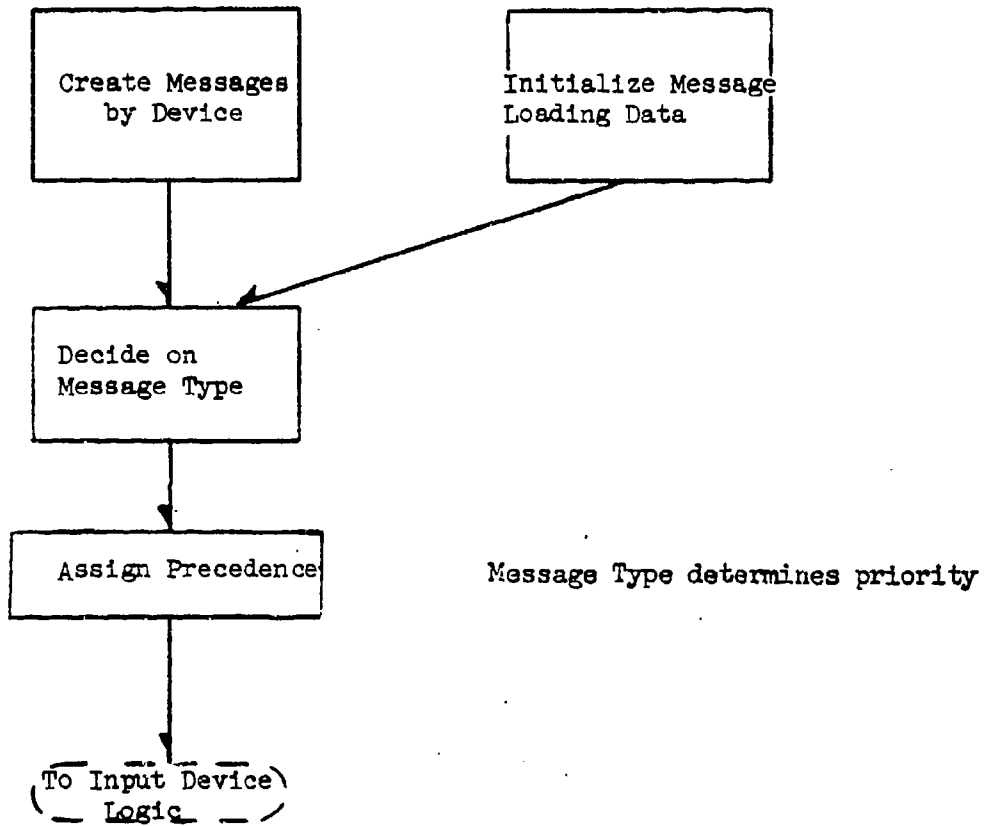 Create Messages
by Device
Initialize Message
Loading Data
Decide on
Message Type
Assign Precedence
Message Type determines priority
To Input Device
Logic